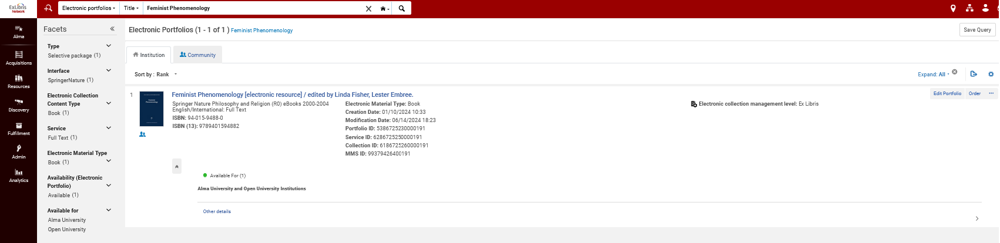 ExLibris
Network
Electronic portfolios
Title
Feminist Phenomenology
Alma
Acquisitions
Resources
Discovery
Fulfillment
Admin
Analytics
Facets
Type
Selective package (1)
Interface
SpringerNature (1)
Electronic Collection
Content Type
Book (1)
Service
Full Text (1)
Electronic Material Type
Book (1)
Availability (Electronic
Portfolio)
Available (1)
Available for
Alma University
Open University
Electronic Portfolios (1 - 1 of 1 ) Feminist Phenomenology
Save Query
Institution
Community
Sort by : Rank
Expand: All
1
Feminist Phenomenology [electronic resource] / edited by Linda Fisher, Lester Embree.
Edit Portfolio
Order
Springer Nature Philosophy and Religion (R0) eBooks 2000-2004
English/International: Full Text
ISBN: 94-015-9488-0
ISBN (13): 9789401594882
Electronic Material Type: Book
Creation Date: 01/10/2024 10:33
Modification Date: 06/14/2024 18:23
Portfolio ID: 5386725230000191
Service ID: 6286725250000191
Collection ID: 6186725260000191
MMS ID: 99379426400191
Electronic collection management level: Ex Libris
Available For (1)
Alma University and Open University Institutions
Other details